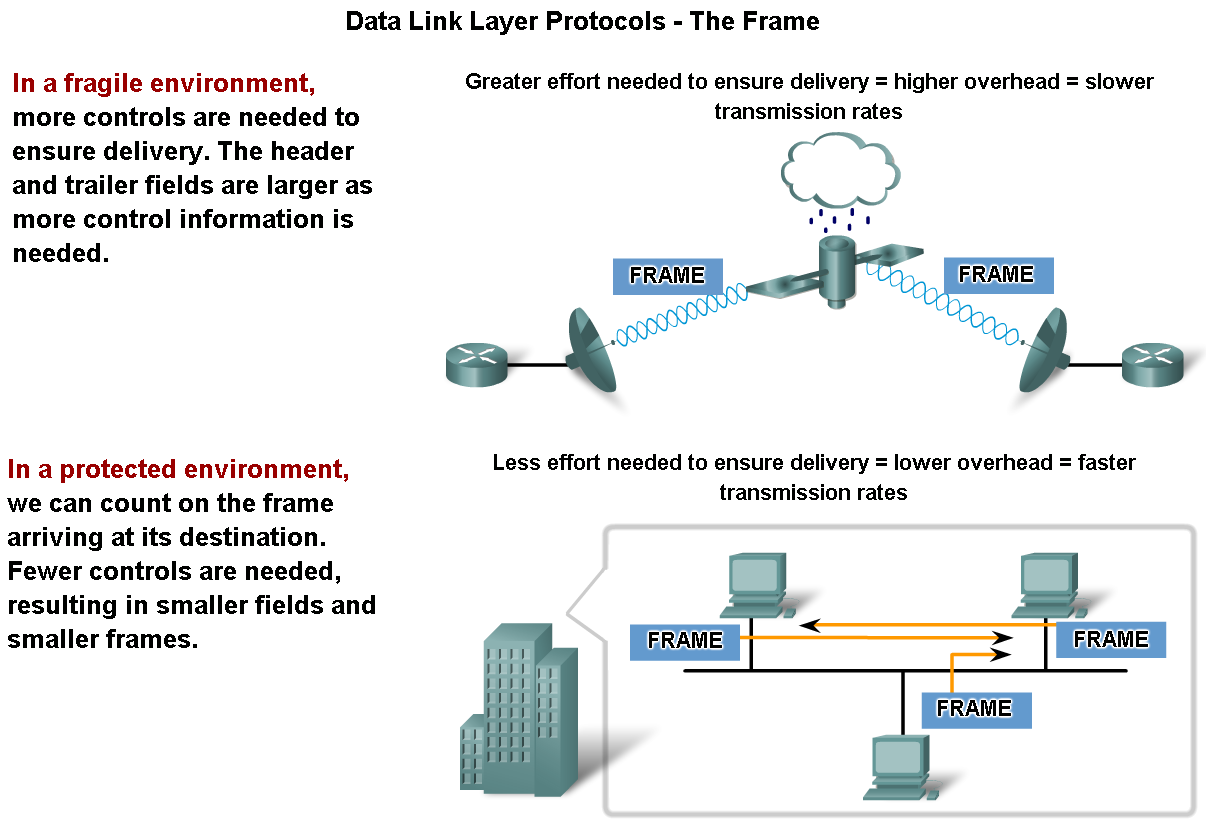 Data Link Layer Protocols - The Frame
In a fragile environment,
more controls are needed to
ensure delivery. The header
and trailer fields are larger as
more control information is
needed.
Greater effort needed to ensure delivery = higher overhead = slower
transmission rates
FRAME
FRAME
In a protected environment,
we can count on the frame
arriving at its destination.
Fewer controls are needed,
resulting in smaller fields and
smaller frames.
Less effort needed to ensure delivery = lower overhead = faster
transmission rates
FRAME
FRAME
FRAME